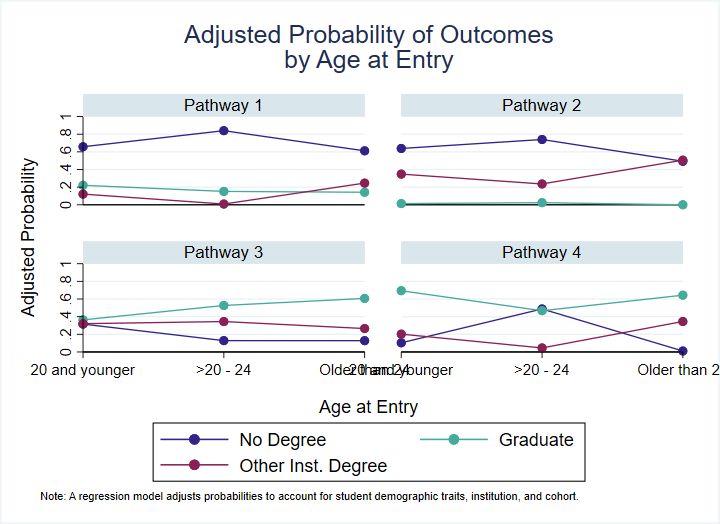 Adjusted Probability of Outcomes
by Age at Entry
Pathway 1
Pathway 2
1
.8
.6
.4
.2
0
Pathway 3
Pathway 4
1
.8
.6
.4
.2
0
Adjusted Probability
20 and younger
>20 - 24
Older than 24
20 and younger
>20 - 24
Older than 2
Age at Entry
No Degree
Graduate
Other Inst. Degree
Note: A regression model adjusts probabilities to account for student demographic traits, institution, and cohort.